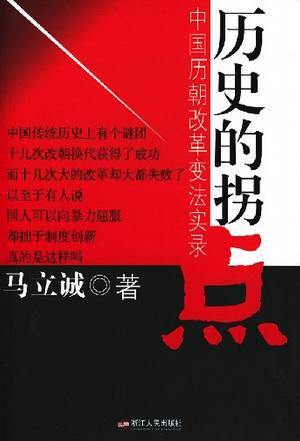 历史的拐点
中国历朝改革变法实录
中国传统历史上有个谜团
十几次改朝换代获得了成功
而十几次大的改革却大都失败了
以至于有人说
国人可以向暴力屈服
却拙于制度创新
真的是这样吗
马立诚◎著
浙江人民出版社